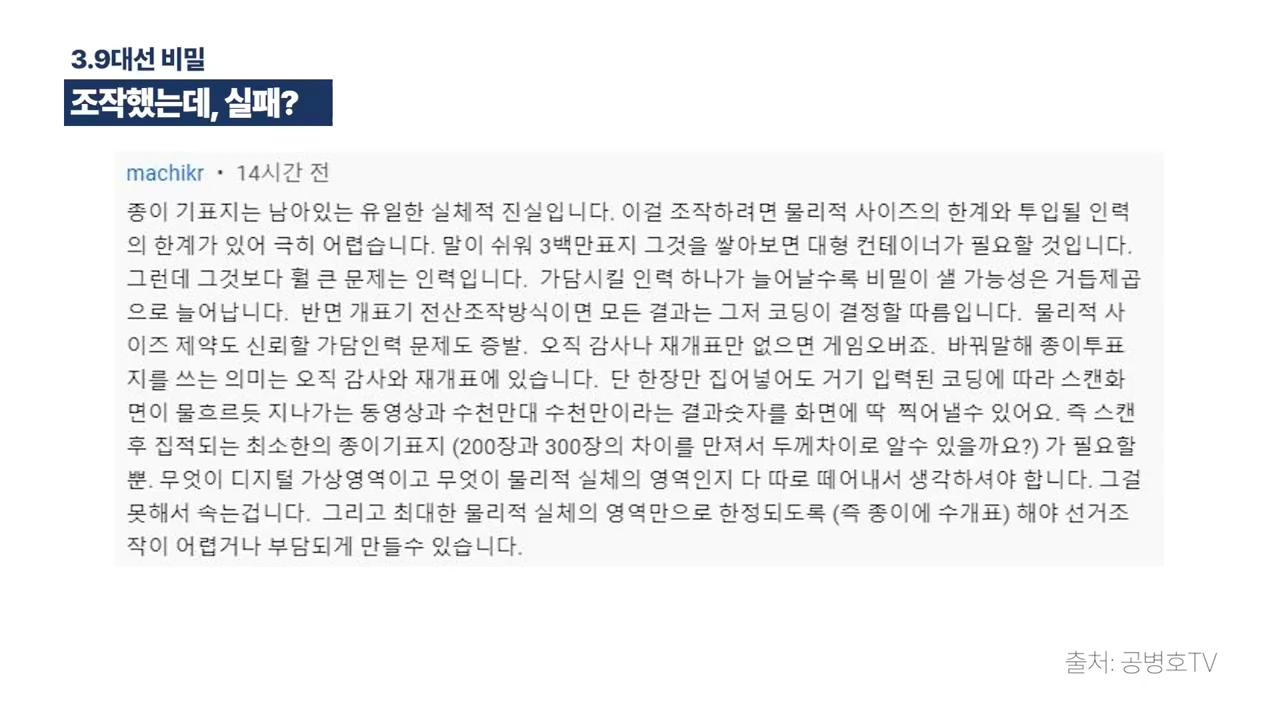 3.9대선 비밀
조작했는데, 실패?
machikr • 14시간 전
종이 기표지는 남아있는 유일한 실체적 진실입니다. 이걸 조작하려면 물리적 사이즈의 한계와 투입될 인력
의 한계가 있어 극히 어렵습니다. 말이 쉬워 3백만표지 그것을 쌓아보면 대형 컨테이너가 필요할 것입니다.
그런데 그것보다 훨 큰 문제는 인력입니다. 가담시킬 인력 하나가 늘어날수록 비밀이 샐 가능성은 거듭제곱
으로 늘어납니다. 반면 개표기 전산조작방식이면 모든 결과는 그저 코딩이 결정할 따름입니다. 물리적 사
이즈 제약도 신뢰할 가담인력 문제도 증발. 오직 감사나 재개표만 없으면 게임오버죠. 바꿔말해 종이투표
지를 쓰는 의미는 오직 감사와 재개표에 있습니다. 단 한장만 집어넣어도 거기 입력된 코딩에 따라 스캔화
면이 물흐르듯 지나가는 동영상과 수천만대 수천만이라는 결과숫자를 화면에 딱 찍어낼수 있어요. 즉 스캔
후 집적되는 최소한의 종이기표지 (200장과 300장의 차이를 만져서 두께차이로 알수 있을까요?) 가 필요할
뿐. 무엇이 디지털 가상영역이고 무엇이 물리적 실체의 영역인지 다 따로 떼어내서 생각하셔야 합니다. 그걸
못해서 속는겁니다. 그리고 최대한 물리적 실체의 영역만으로 한정되도록 (즉 종이에 수개표) 해야 선거조
작이 어렵거나 부담되게 만들수 있습니다.
출처: 공병호TV